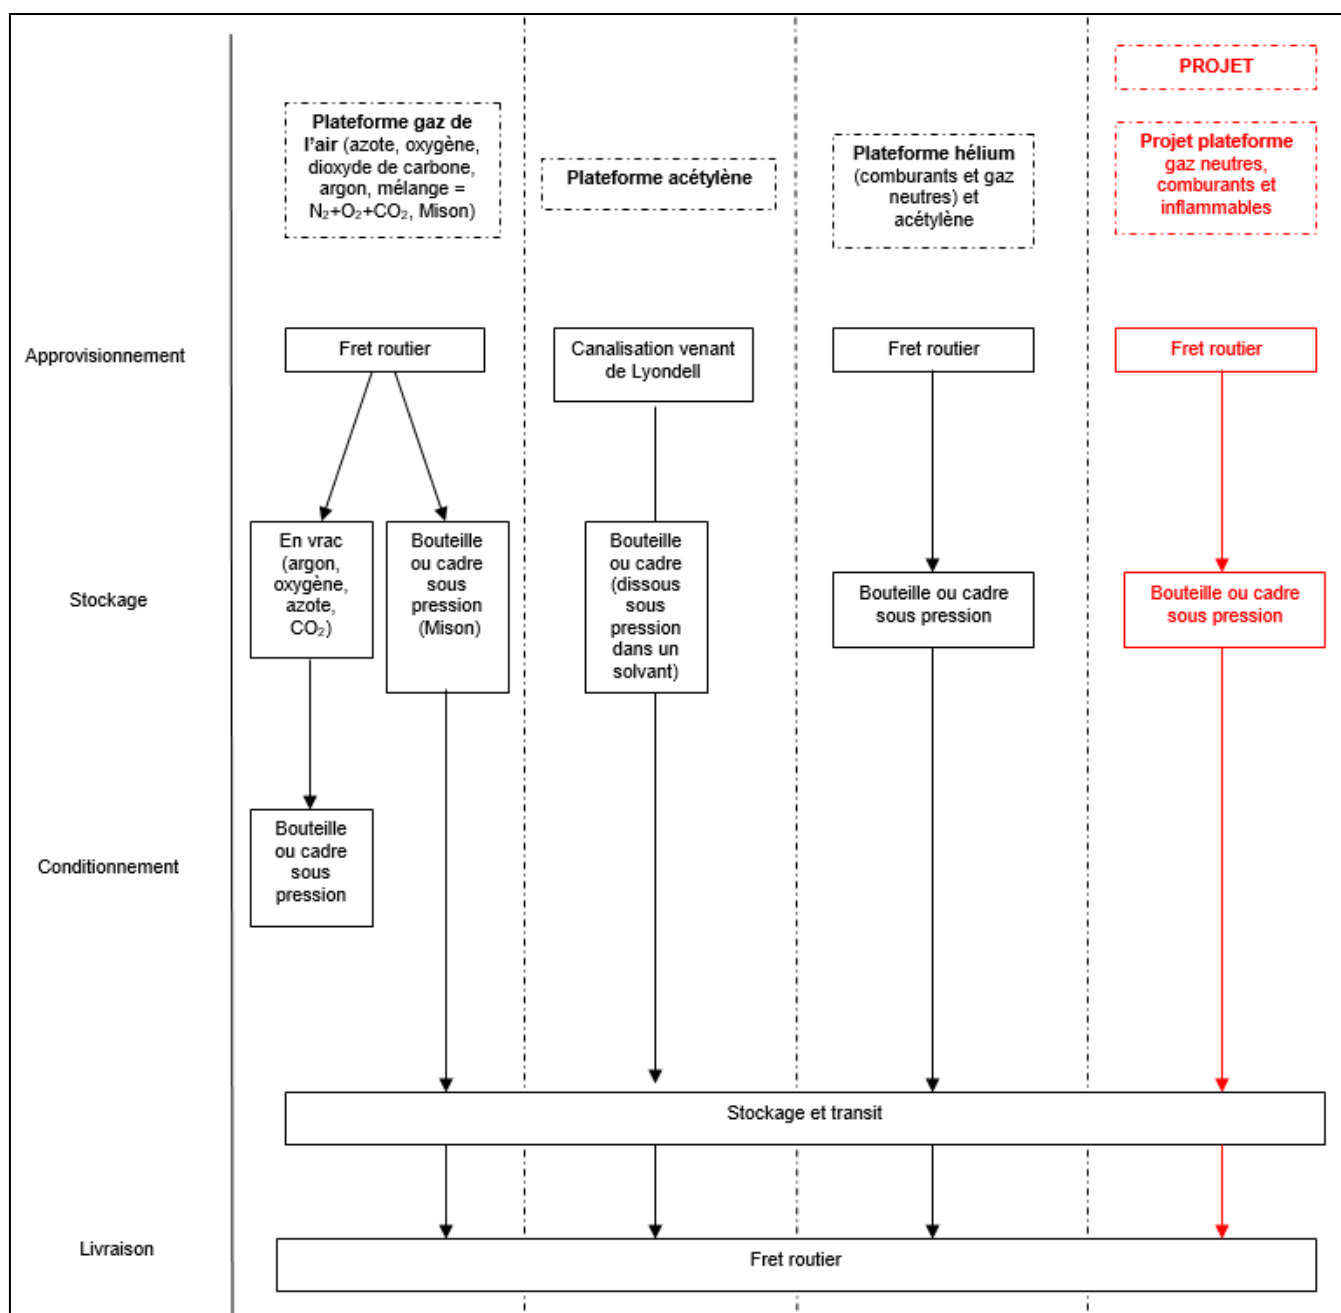 PROJET
Plateforme gaz de
l'air (azote, oxygène,
dioxyde de carbone,
argon, mélange =
N₂+O₂+CO₂, Mison)
Plateforme acétylène
Plateforme hélium
(comburants et gaz
neutres) et
acétylène
Projet plateforme
gaz neutres,
comburants et
inflammables
Approvisionnement
Fret routier
Canalisation venant
de Lyondell
Fret routier
Fret routier
Stockage
En vrac
(argon,
oxygène,
azote,
CO₂)
Bouteille
ou cadre
sous
pression
(Mison)
Bouteille
ou cadre
(dissous
sous
pression
dans un
solvant)
Bouteille ou cadre
sous pression
Bouteille ou cadre
sous pression
Conditionnement
Bouteille
ou cadre
sous
pression
Stockage et transit
Livraison
Fret routier